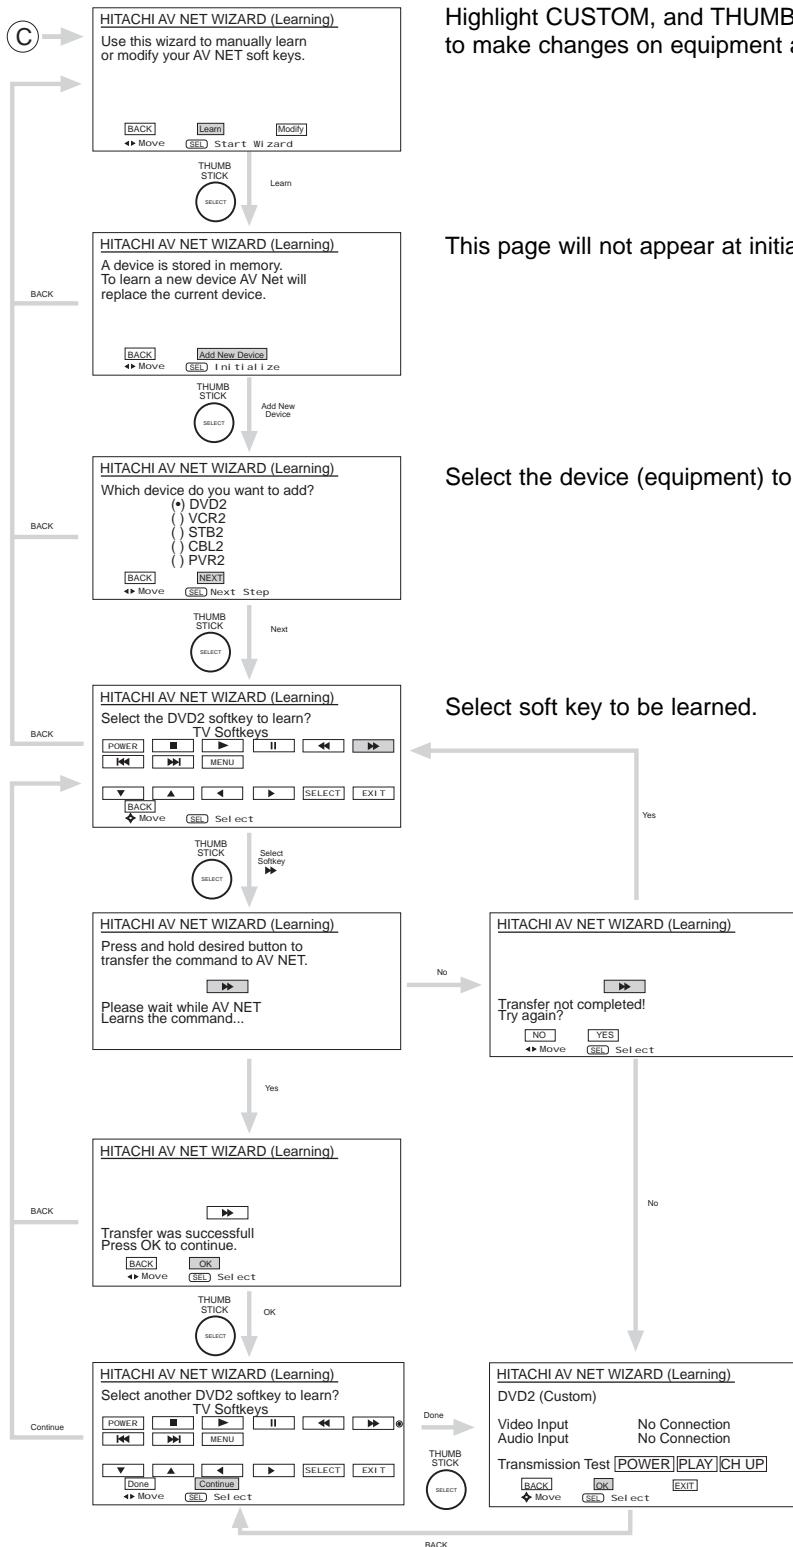 C
HITACHI AV NET WIZARD (Learning)
Use this wizard to manually learn
or modify your AV NET soft keys.
BACK Learn Modify
Move SEL Start Wizard
Highlight CUSTOM, and THUMB
to make changes on equipment a
THUMB
STICK
SELECT
Learn
HITACHI AV NET WIZARD (Learning)
A device is stored in memory.
To learn a new device AV Net will
replace the current device.
BACK Add New Device
Move SEL Initialize
This page will not appear at initia
BACK
THUMB
STICK
SELECT
Add New
Device
HITACHI AV NET WIZARD (Learning)
Which device do you want to add?
(•) DVD2
( ) VCR2
( ) STB2
( ) CBL2
( ) PVR2
BACK NEXT
Move SEL Next Step
Select the device (equipment) to
BACK
THUMB
STICK
SELECT
Next
HITACHI AV NET WIZARD (Learning)
Select the DVD2 softkey to learn?
TV Softkeys
POWER
MENU
SELECT EXIT
BACK
Move SEL Select
Select soft key to be learned.
BACK
Yes
THUMB
STICK
SELECT
Select
Softkey
HITACHI AV NET WIZARD (Learning)
Press and hold desired button to
transfer the command to AV NET.
Please wait while AV NET
Learns the command...
No
HITACHI AV NET WIZARD (Learning)
Transfer not completed!
Try again?
NO YES
Move SEL Select
Yes
HITACHI AV NET WIZARD (Learning)
Transfer was successfull
Press OK to continue.
BACK OK
Move SEL Select
BACK
No
THUMB
STICK
SELECT
OK
HITACHI AV NET WIZARD (Learning)
Select another DVD2 softkey to learn?
TV Softkeys
POWER
MENU
SELECT EXIT
Done Continue
Move SEL Select
Continue
Done
THUMB
STICK
SELECT
HITACHI AV NET WIZARD (Learning)
DVD2 (Custom)
Video Input No Connection
Audio Input No Connection
Transmission Test POWER PLAY CH UP
BACK OK EXIT
Move SEL Select
BACK